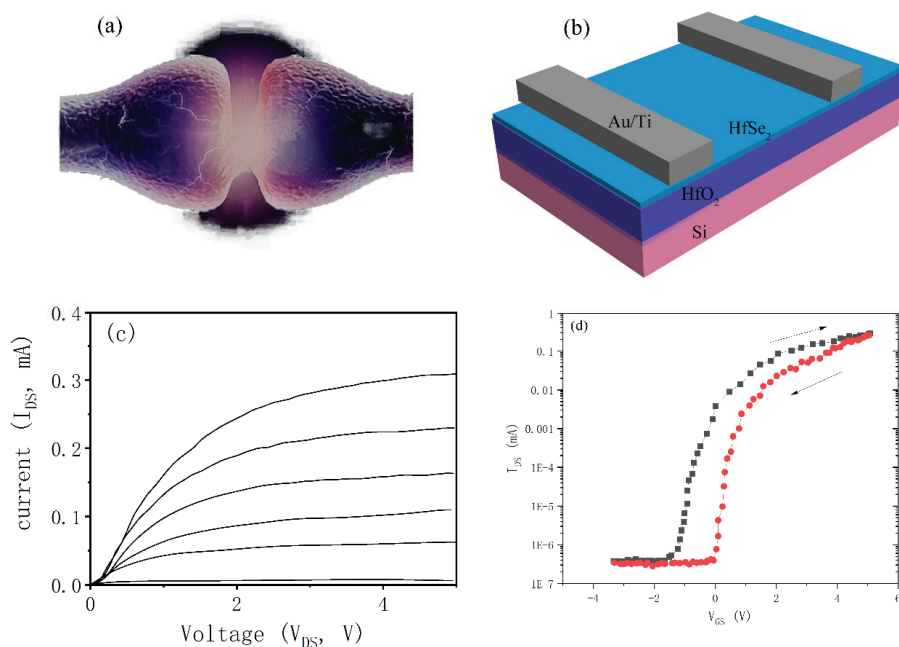 (a)
(b)
Au/Ti
HfSe2
HfO2
Si
(c)
current (IDS, mA)
0.4
0.3
0.2
0.1
0.0
0
2
4
Voltage (VDS, V)
(d)
IDS (mA)
1
0.1
0.01
0.001
1E-4
1E-5
1E-6
1E-7
-4
-2
0
2
4
6
VGS (V)